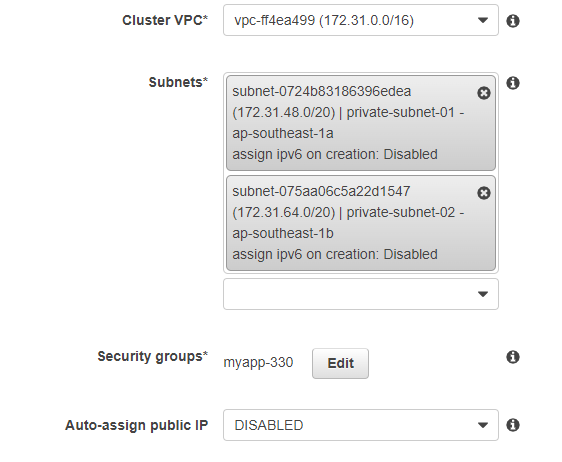 Cluster VPC* vpc-ff4ea499 (172.31.0.0/16)
Subnets*
subnet-0724b83186396edea
(172.31.48.0/20) | private-subnet-01 -
ap-southeast-1a
assign ipv6 on creation: Disabled
subnet-075aa06c5a22d1547
(172.31.64.0/20) | private-subnet-02 -
ap-southeast-1b
assign ipv6 on creation: Disabled
Security groups* myapp-330 Edit
Auto-assign public IP DISABLED